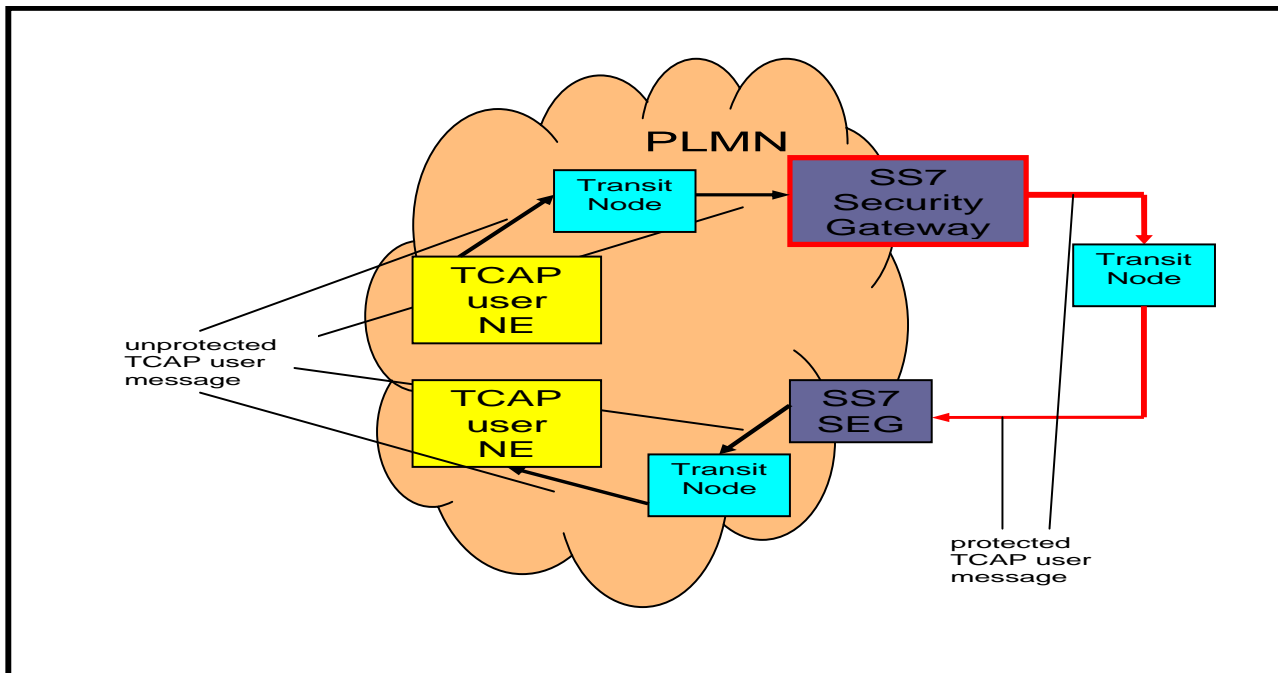 PLMN
Transit
Node
SS7
Security
Gateway
Transit
Node
TCAP
user
NE
unprotected
TCAP user
message
TCAP
user
NE
SS7
SEG
Transit
Node
protected
TCAP user
message